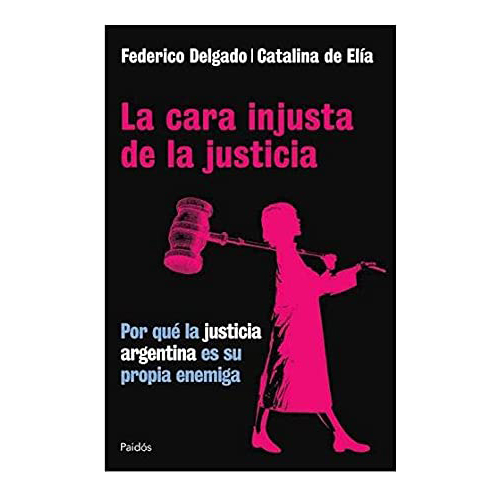 Federico Delgado | Catalina de Elía
La cara injusta
de la justicia
Por qué la justicia
argentina es su
propia enemiga
Paidós